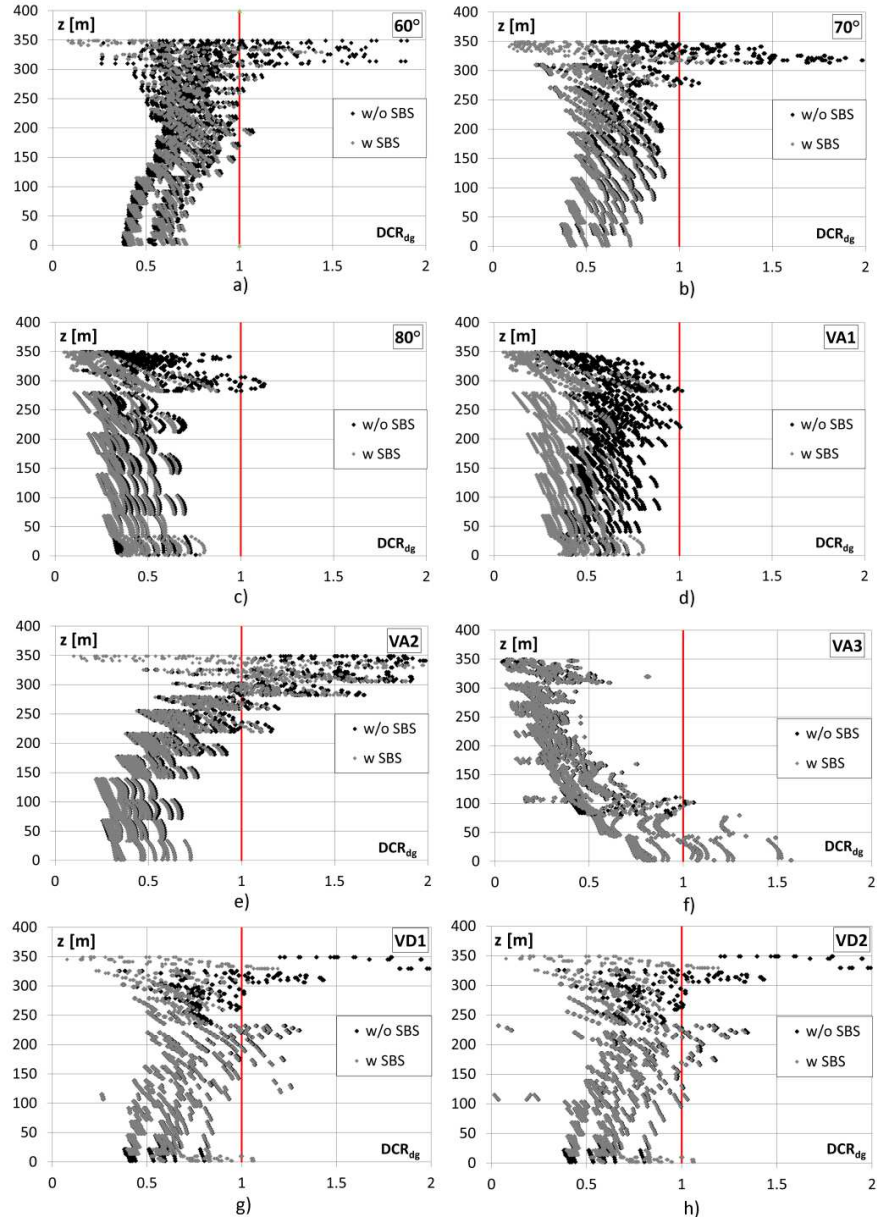 z [m] 60°
400
350
300
250
200
150
100
50
0
w/o SBS
w SBS
DCR_dg
0 0.5 1 1.5 2
a)
z [m] 70°
400
350
300
250
200
150
100
50
0
w/o SBS
w SBS
DCR_dg
0 0.5 1 1.5 2
b)
z [m] 80°
400
350
300
250
200
150
100
50
0
w/o SBS
w SBS
DCR_dg
0 0.5 1 1.5 2
c)
z [m] VA1
400
350
300
250
200
150
100
50
0
w/o SBS
w SBS
DCR_dg
0 0.5 1 1.5 2
d)
z [m] VA2
400
350
300
250
200
150
100
50
0
w/o SBS
w SBS
DCR_dg
0 0.5 1 1.5 2
e)
z [m] VA3
400
350
300
250
200
150
100
50
0
w/o SBS
w SBS
DCR_dg
0 0.5 1 1.5 2
f)
z [m] VD1
400
350
300
250
200
150
100
50
0
w/o SBS
w SBS
DCR_dg
0 0.5 1 1.5 2
g)
z [m] VD2
400
350
300
250
200
150
100
50
0
w/o SBS
w SBS
DCR_dg
0 0.5 1 1.5 2
h)